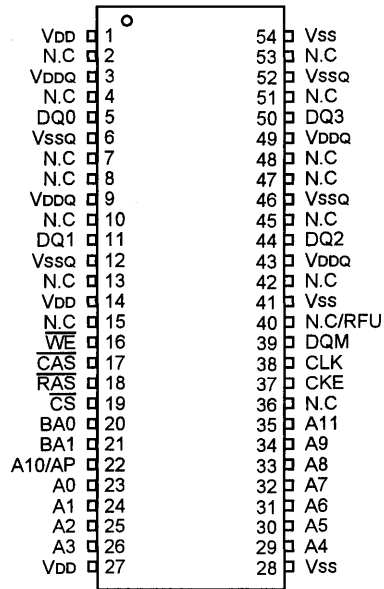 VDD 1 54 Vss
N.C 2 53 N.C
VDDQ 3 52 VssQ
N.C 4 51 N.C
DQ0 5 50 DQ3
VssQ 6 49 VDDQ
N.C 7 48 N.C
N.C 8 47 N.C
VDDQ 9 46 VssQ
N.C 10 45 N.C
DQ1 11 44 DQ2
VssQ 12 43 VDDQ
N.C 13 42 N.C
VDD 14 41 Vss
N.C 15 40 N.C/RFU
W̅E̅ 16 39 DQM
C̅A̅S̅ 17 38 CLK
R̅A̅S̅ 18 37 CKE
C̅S̅ 19 36 N.C
BA0 20 35 A11
BA1 21 34 A9
A10/AP 22 33 A8
A0 23 32 A7
A1 24 31 A6
A2 25 30 A5
A3 26 29 A4
VDD 27 28 Vss